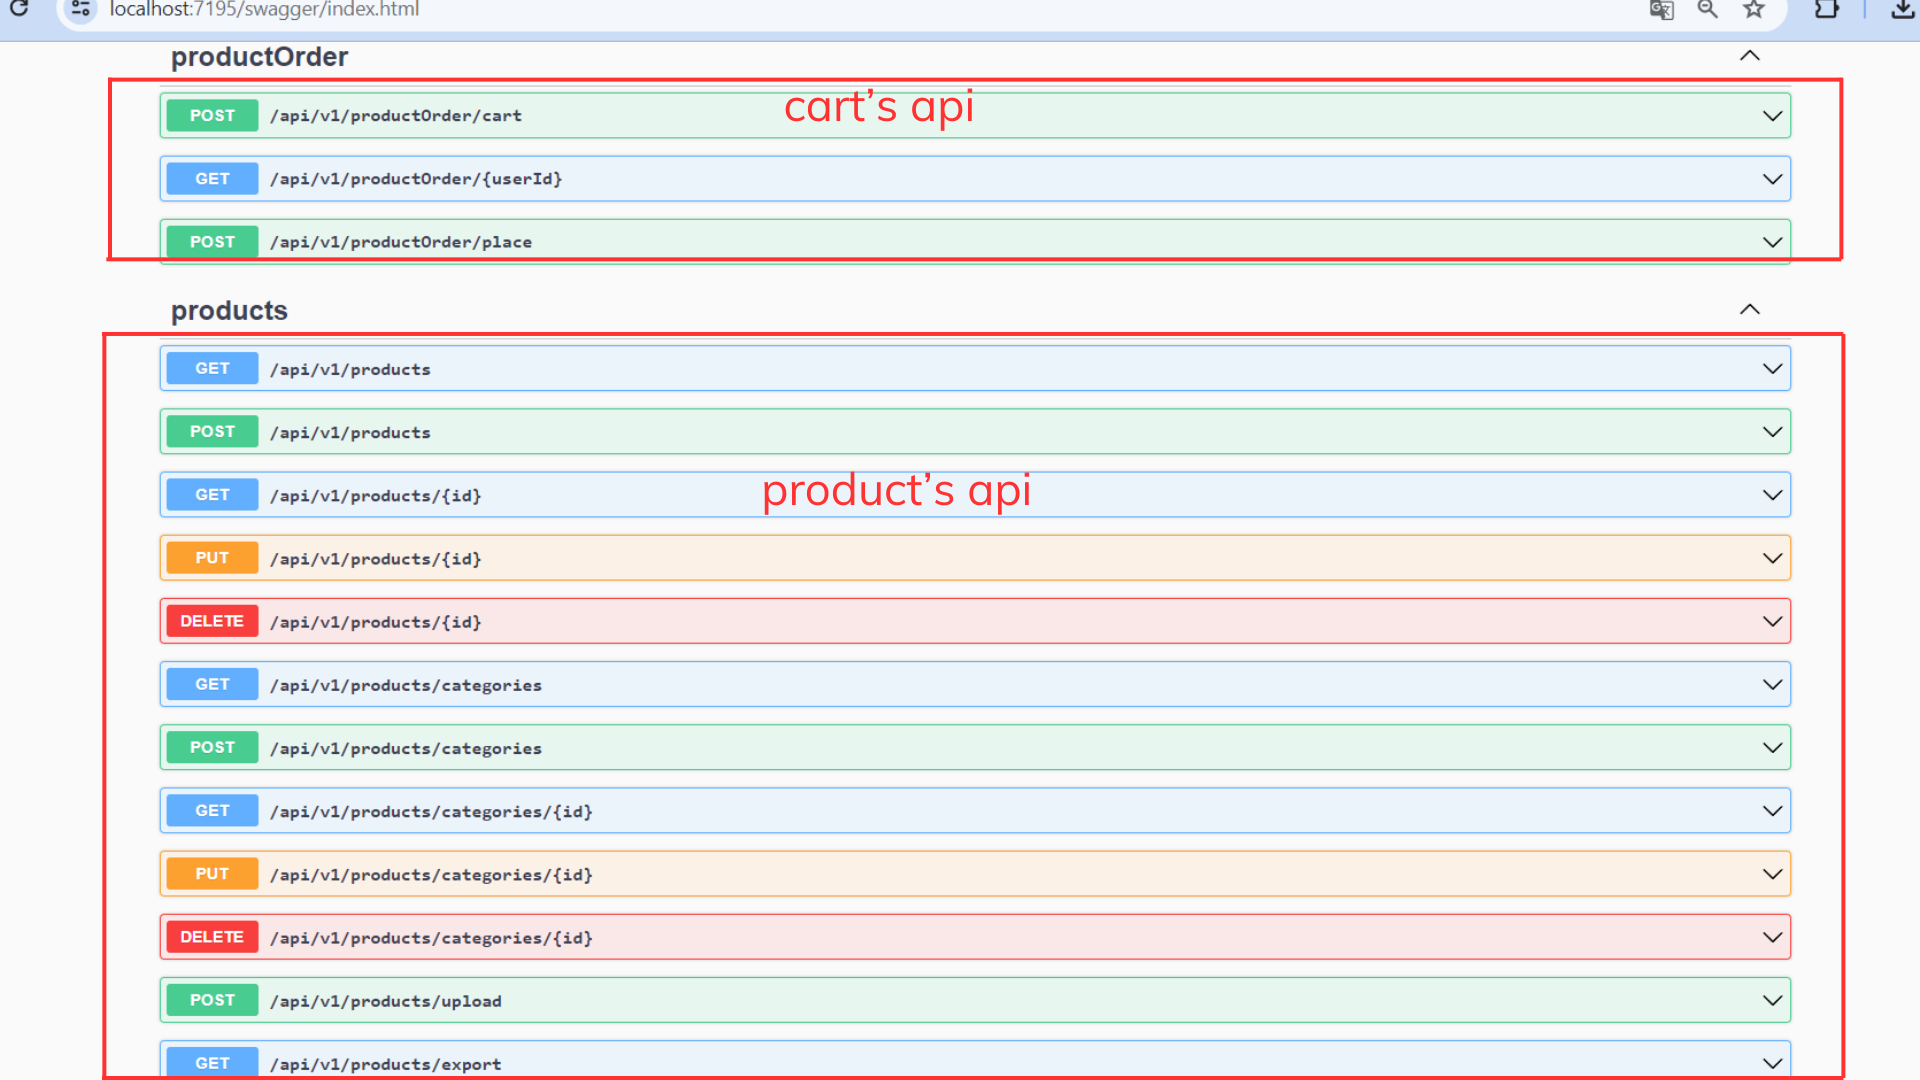 localhost:7195/swagger/index.html
productOrder
cart’s api
POST /api/v1/productOrder/cart
GET /api/v1/productOrder/{userId}
POST /api/v1/productOrder/place
products
GET /api/v1/products
POST /api/v1/products
product’s api
GET /api/v1/products/{id}
PUT /api/v1/products/{id}
DELETE /api/v1/products/{id}
GET /api/v1/products/categories
POST /api/v1/products/categories
GET /api/v1/products/categories/{id}
PUT /api/v1/products/categories/{id}
DELETE /api/v1/products/categories/{id}
POST /api/v1/products/upload
GET /api/v1/products/export